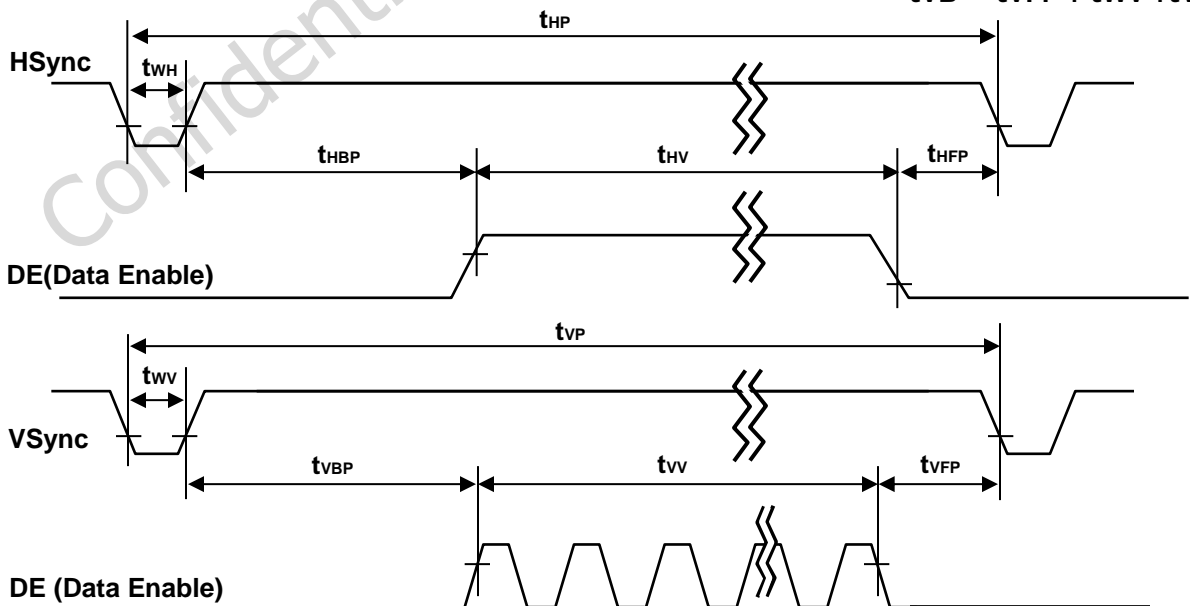 tHP
HSync
tWH
tHBP
tHV
tHFP
DE(Data Enable)
tVP
tWV
VSync
tVBP
tVV
tVFP
DE (Data Enable)